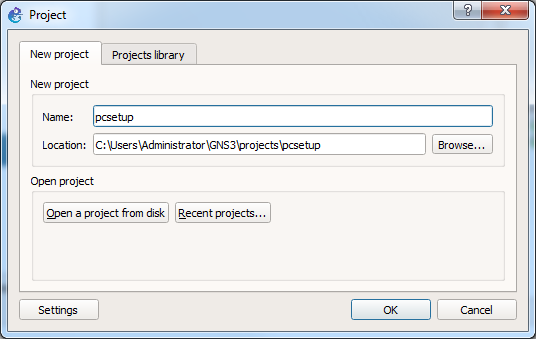 Project
New project Projects library
New project
Name: pcsetup
Location: C:\Users\Administrator\GNS3\projects\pcsetup Browse...
Open project
Open a project from disk Recent projects...
Settings OK Cancel